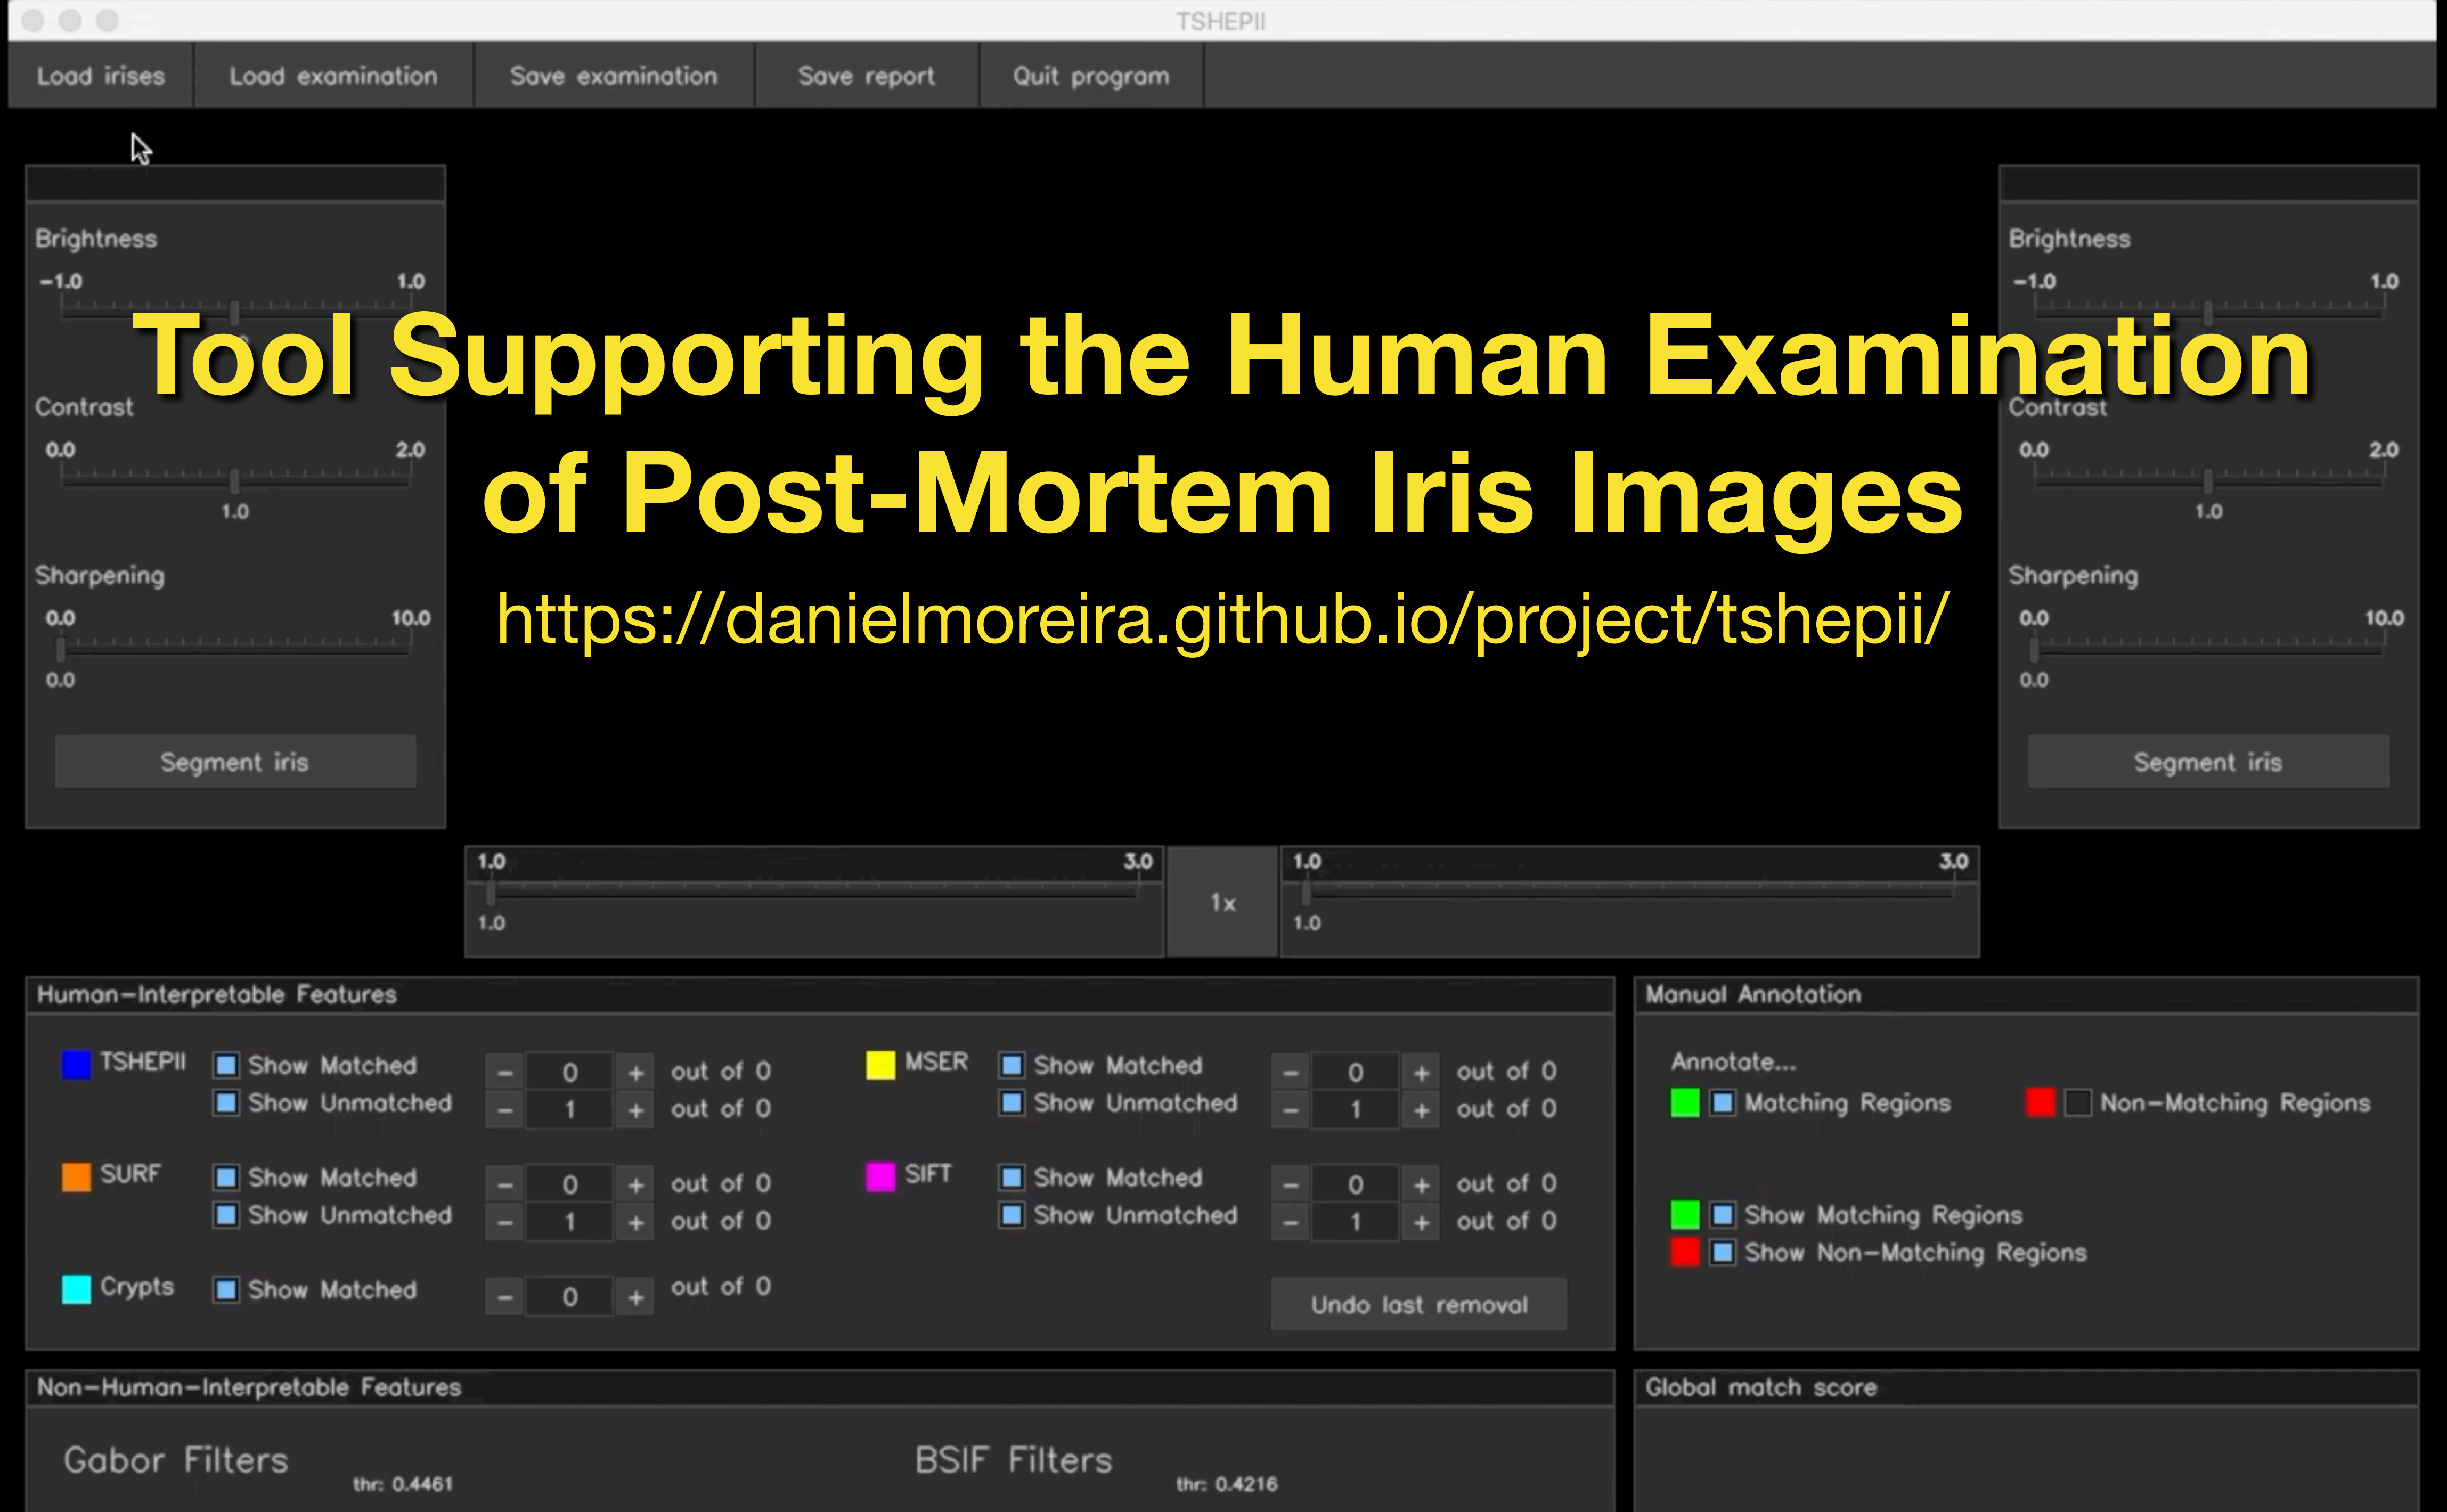 TSHEPII
Load irises Load examination Save examination Save report Quit program
Brightness
-1.0 1.0
Contrast
0.0 2.0
1.0
Sharpening
0.0 10.0
0.0
Segment iris
Tool Supporting the Human Examination
of Post-Mortem Iris Images
https://danielmoreira.github.io/project/tshepii/
Brightness
-1.0 1.0
Contrast
0.0 2.0
1.0
Sharpening
0.0 10.0
0.0
Segment iris
1.0 3.0
1.0
1x
1.0 3.0
1.0
Human-Interpretable Features
TSHEPII Show Matched - 0 + out of 0
Show Unmatched - 1 + out of 0
MSER Show Matched - 0 + out of 0
Show Unmatched - 1 + out of 0
SURF Show Matched - 0 + out of 0
Show Unmatched - 1 + out of 0
SIFT Show Matched - 0 + out of 0
Show Unmatched - 1 + out of 0
Crypts Show Matched - 0 + out of 0
Undo last removal
Manual Annotation
Annotate...
Matching Regions Non-Matching Regions
Show Matching Regions
Show Non-Matching Regions
Non-Human-Interpretable Features
Gabor Filters thr: 0.4461
BSIF Filters thr: 0.4216
Global match score